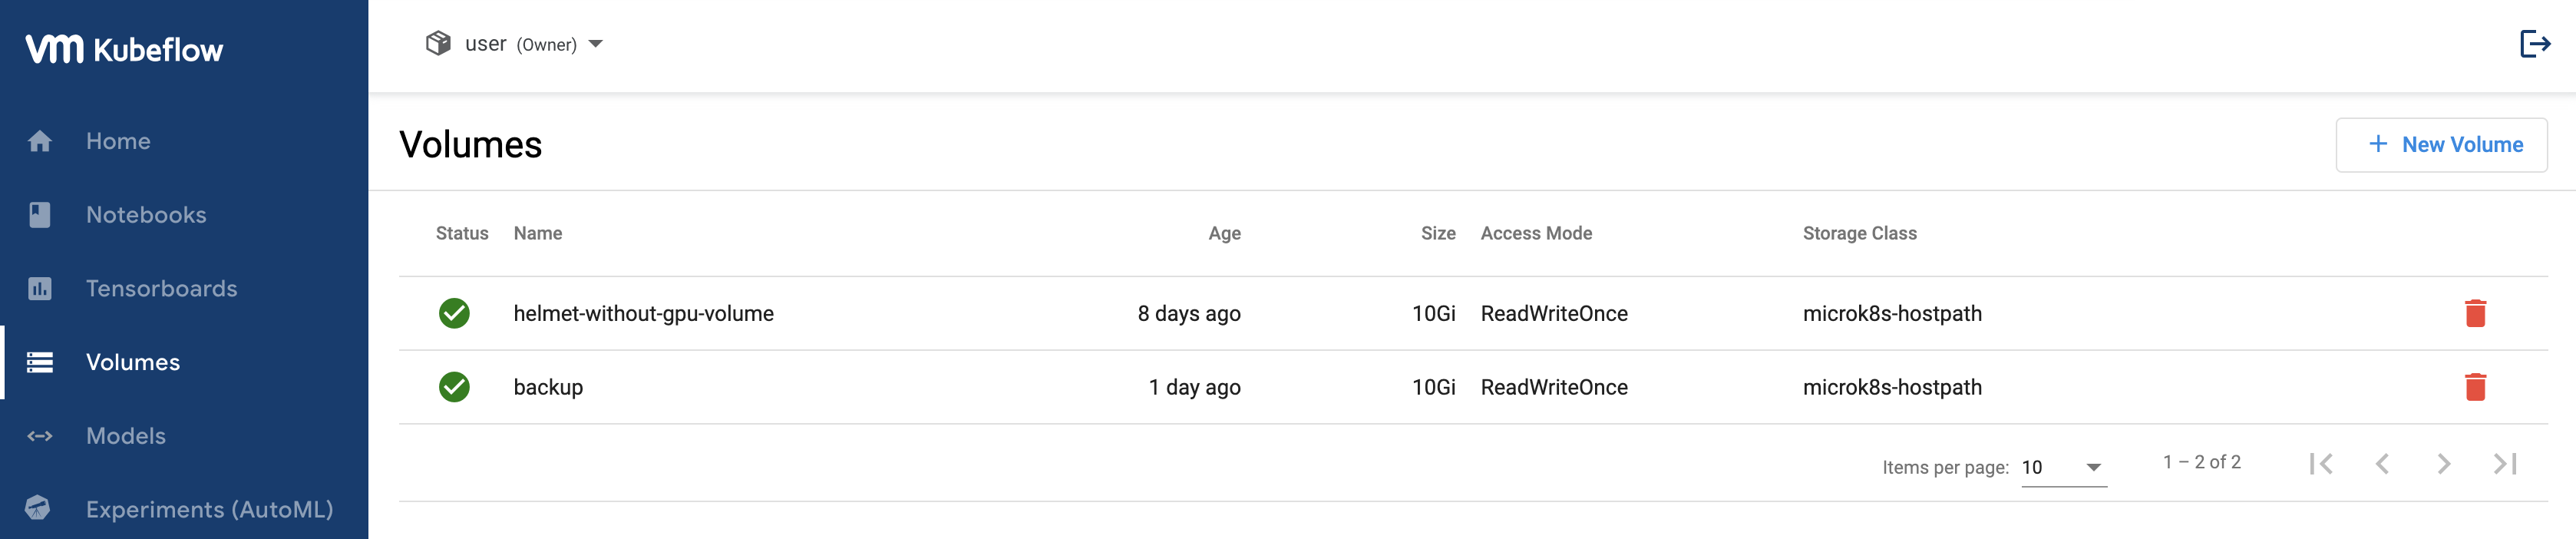 vm Kubeflow
user (Owner)
Home
Notebooks
Tensorboards
Volumes
Models
Experiments (AutoML)
Volumes
New Volume
Status Name Age Size Access Mode Storage Class
helmet-without-gpu-volume 8 days ago 10Gi ReadWriteOnce microk8s-hostpath
backup 1 day ago 10Gi ReadWriteOnce microk8s-hostpath
Items per page: 10 1 – 2 of 2